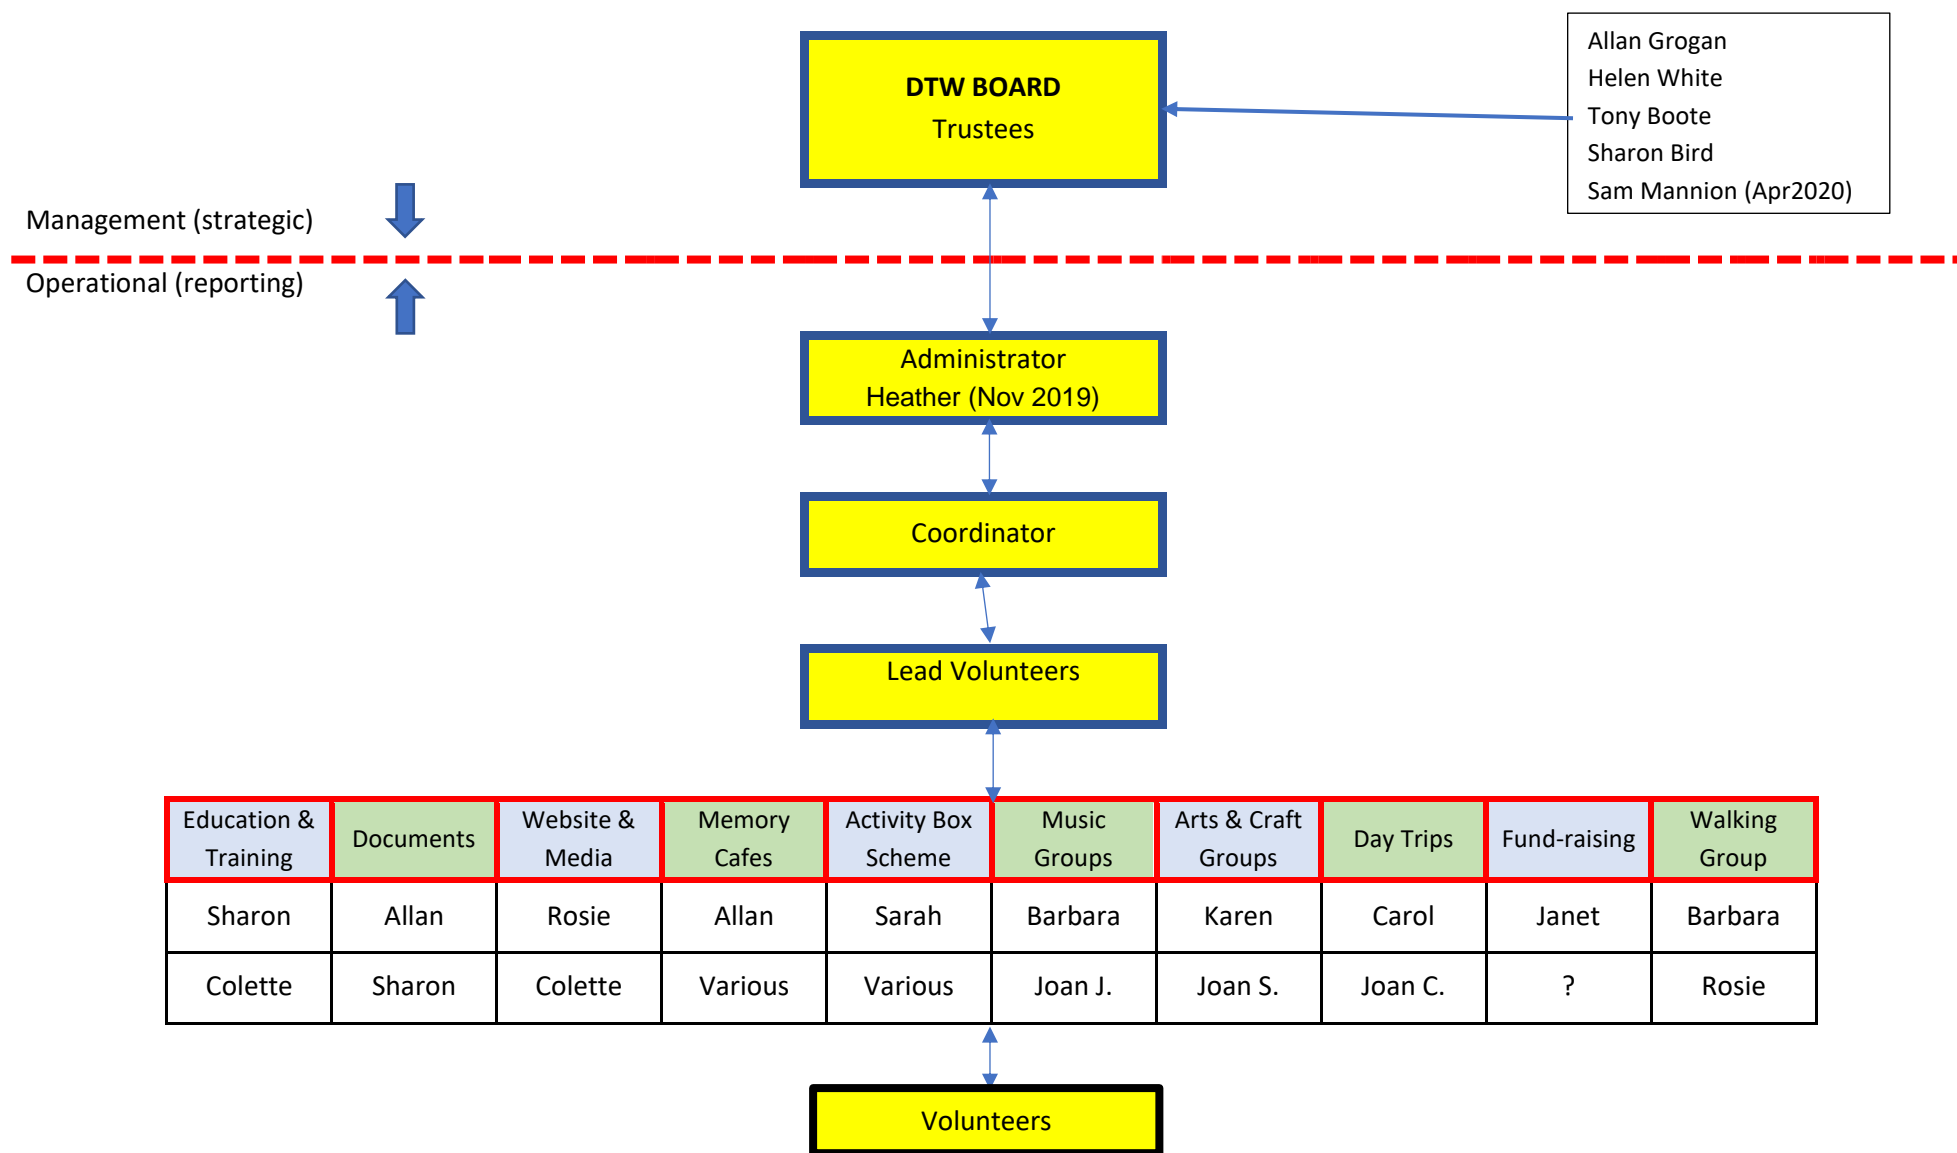 DTW BOARD
Trustees
Allan Grogan
Helen White
Tony Boote
Sharon Bird
Sam Mannion (Apr2020)
Management (strategic)
Operational (reporting)
Administrator
Heather (Nov 2019)
Coordinator
Lead Volunteers
Education &
Training
Documents
Website &
Media
Memory
Cafes
Activity Box
Scheme
Music
Groups
Arts & Craft
Groups
Day Trips
Fund-raising
Walking
Group
Sharon
Allan
Rosie
Allan
Sarah
Barbara
Karen
Carol
Janet
Barbara
Colette
Sharon
Colette
Various
Various
Joan J.
Joan S.
Joan C.
?
Rosie
Volunteers